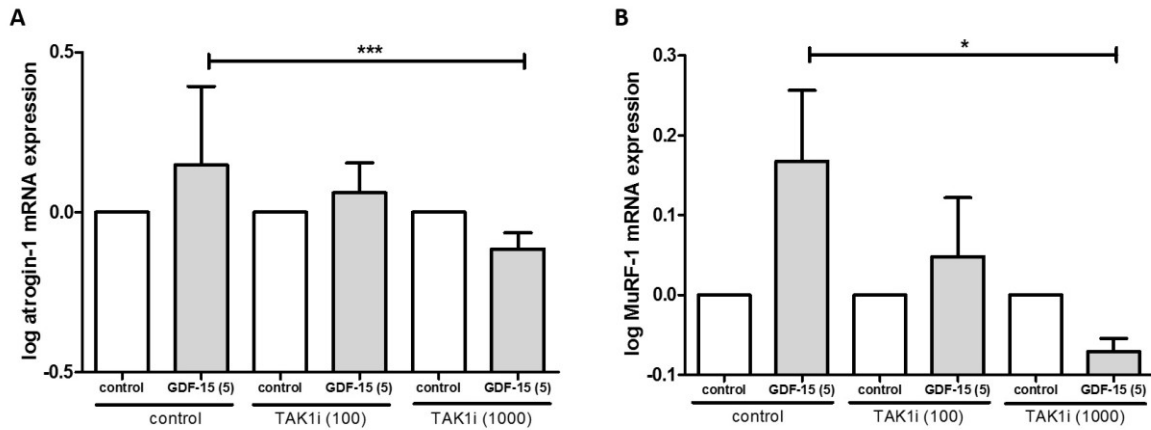 A
log atrogin-1 mRNA expression
0.5
0.0
-0.5
***
control GDF-15 (5) control GDF-15 (5) control GDF-15 (5)
control TAK1i (100) TAK1i (1000)
B
log MuRF-1 mRNA expression
0.3
0.2
0.1
0.0
-0.1
*
control GDF-15 (5) control GDF-15 (5) control GDF-15 (5)
control TAK1i (100) TAK1i (1000)